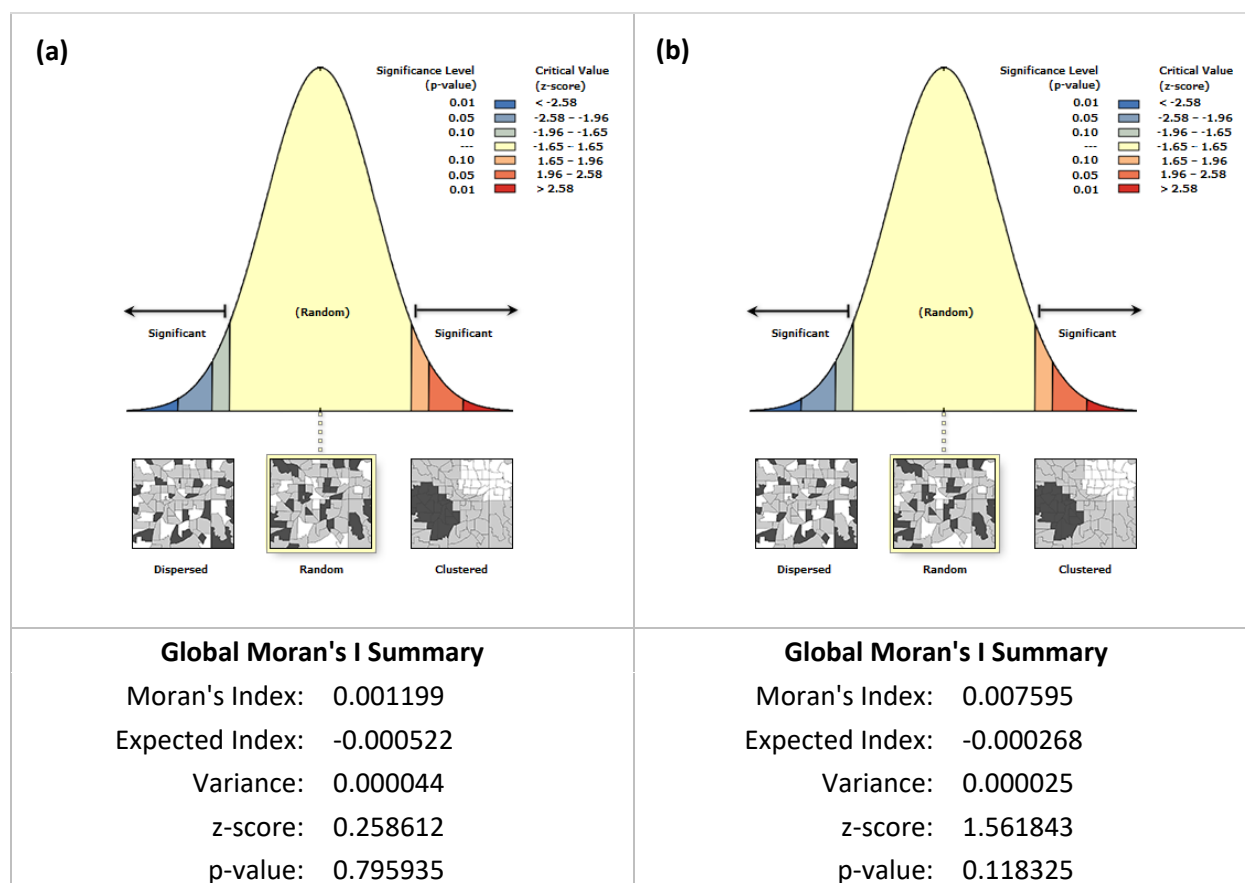 (a)
Significance Level
(p-value)
Critical Value
(z-score)
0.01 < -2.58
0.05 -2.58 – -1.96
0.10 -1.96 – -1.65
--- -1.65 – 1.65
0.10 1.65 – 1.96
0.05 1.96 – 2.58
0.01 > 2.58
(Random)
Significant
Significant
Dispersed
Random
Clustered
Global Moran's I Summary
Moran's Index: 0.001199
Expected Index: -0.000522
Variance: 0.000044
z-score: 0.258612
p-value: 0.795935
(b)
Significance Level
(p-value)
Critical Value
(z-score)
0.01 < -2.58
0.05 -2.58 – -1.96
0.10 -1.96 – -1.65
--- -1.65 – 1.65
0.10 1.65 – 1.96
0.05 1.96 – 2.58
0.01 > 2.58
(Random)
Significant
Significant
Dispersed
Random
Clustered
Global Moran's I Summary
Moran's Index: 0.007595
Expected Index: -0.000268
Variance: 0.000025
z-score: 1.561843
p-value: 0.118325